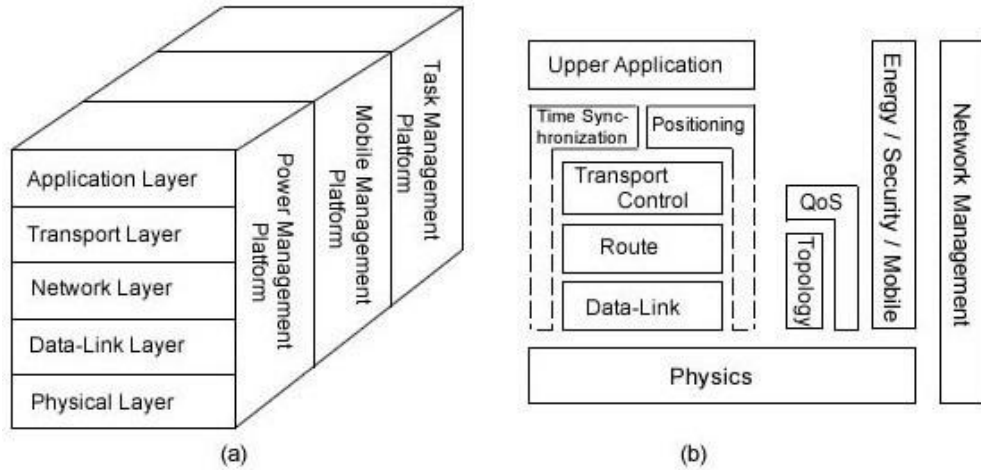 Application Layer
Transport Layer
Network Layer
Data-Link Layer
Physical Layer
Power Management
Platform
Mobile Management
Platform
Task Management
Platform
(a)
Upper Application
Time Sync-
hronization
Positioning
Transport
Control
Route
Data-Link
QoS
Topology
Energy / Security / Mobile
Network Management
Physics
(b)